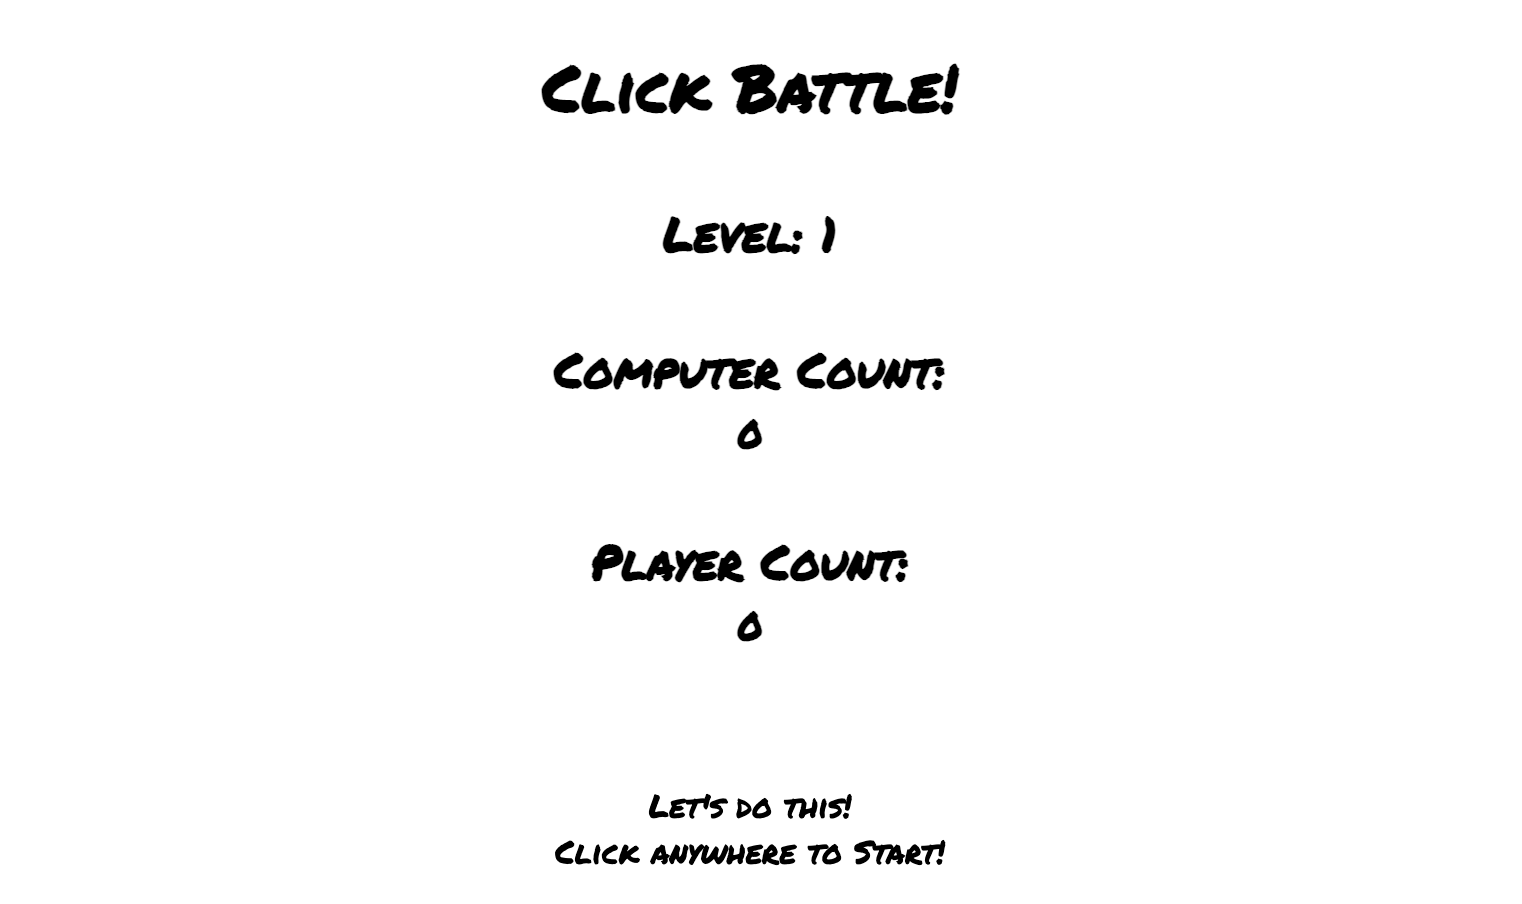 Click Battle!
Level: 1
Computer Count:
0
Player Count:
0
Let's do this!
Click anywhere to Start!